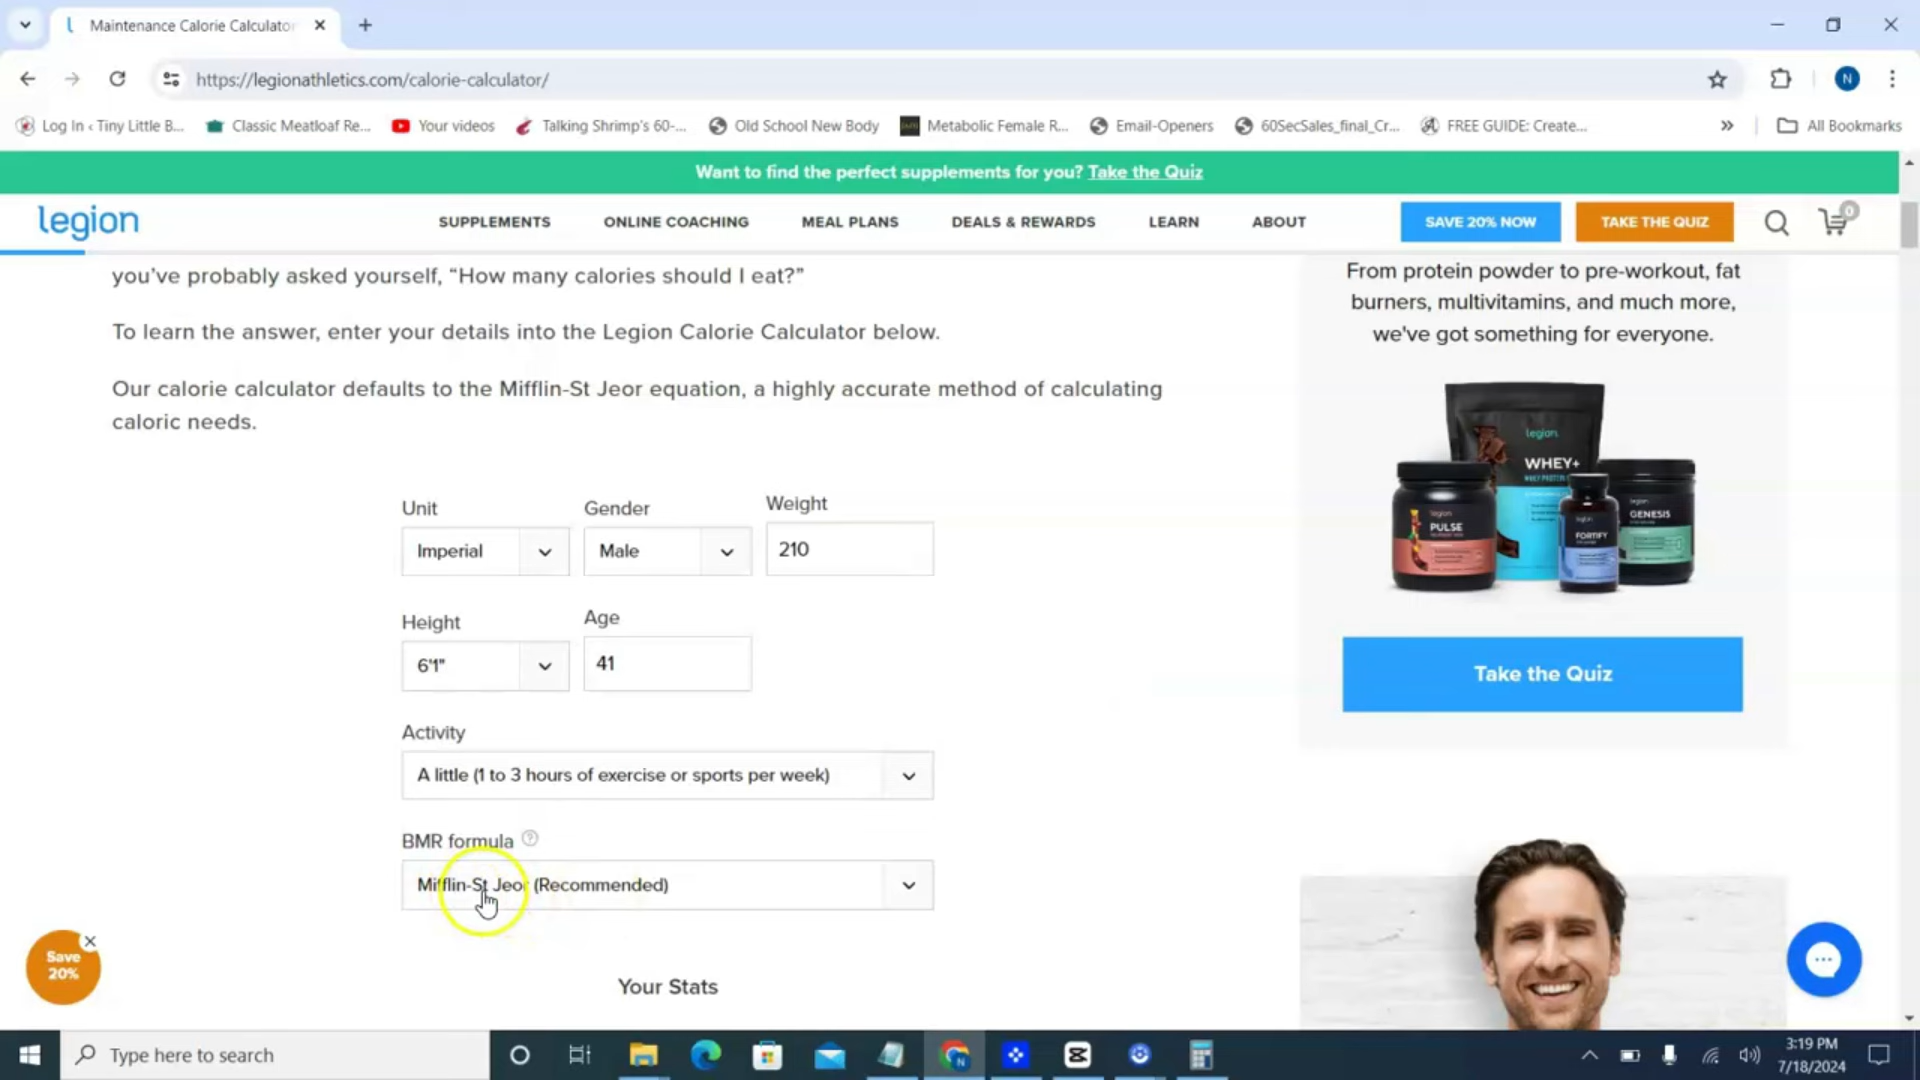 Maintenance Calorie Calculator
https://legionathletics.com/calorie-calculator/
N
Log In ‹ Tiny Little B...
Classic Meatloaf Re...
Your videos
Talking Shrimp's 60-...
Old School New Body
Metabolic Female R...
Email-Openers
60SecSales_final_Cr...
FREE GUIDE: Create...
»
All Bookmarks
Want to find the perfect supplements for you? Take the Quiz
legion
SUPPLEMENTS
ONLINE COACHING
MEAL PLANS
DEALS & REWARDS
LEARN
ABOUT
SAVE 20% NOW
TAKE THE QUIZ
0
you've probably asked yourself, “How many calories should I eat?”
To learn the answer, enter your details into the Legion Calorie Calculator below.
Our calorie calculator defaults to the Mifflin-St Jeor equation, a highly accurate method of calculating
caloric needs.
Unit
Gender
Weight
Imperial
Male
210
Height
Age
6'1"
41
Activity
A little (1 to 3 hours of exercise or sports per week)
BMR formula ?
Mifflin-St Jeor (Recommended)
Your Stats
From protein powder to pre-workout, fat
burners, multivitamins, and much more,
we've got something for everyone.
legion
WHEY+
legion
PULSE
legion
FORTIFY
legion
GENESIS
Take the Quiz
Save
20%
Type here to search
N
3:19 PM
7/18/2024